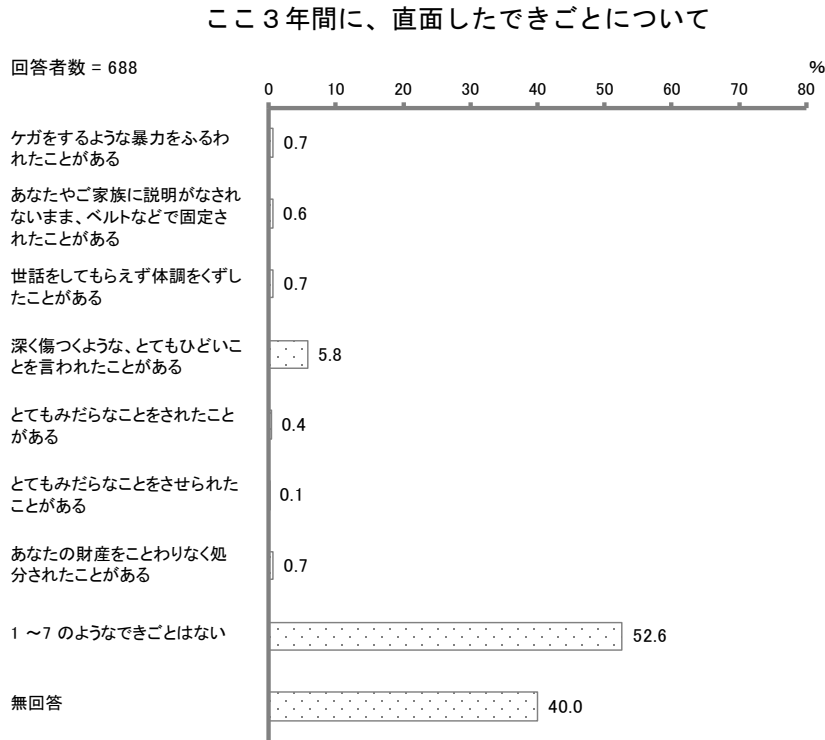 ここ3年間に、直面したできごとについて
回答者数 = 688
%
0 10 20 30 40 50 60 70 80
ケガをするような暴力をふるわ
れたことがある
0.7
あなたやご家族に説明がなされ
ないまま、ベルトなどで固定さ
れたことがある
0.6
世話をしてもらえず体調をくずし
たことがある
0.7
深く傷つくような、とてもひどいこ
とを言われたことがある
5.8
とてもみだらなことをされたこと
がある
0.4
とてもみだらなことをさせられた
ことがある
0.1
あなたの財産をことわりなく処
分されたことがある
0.7
1 ~7 のようなできごとはない
52.6
無回答
40.0